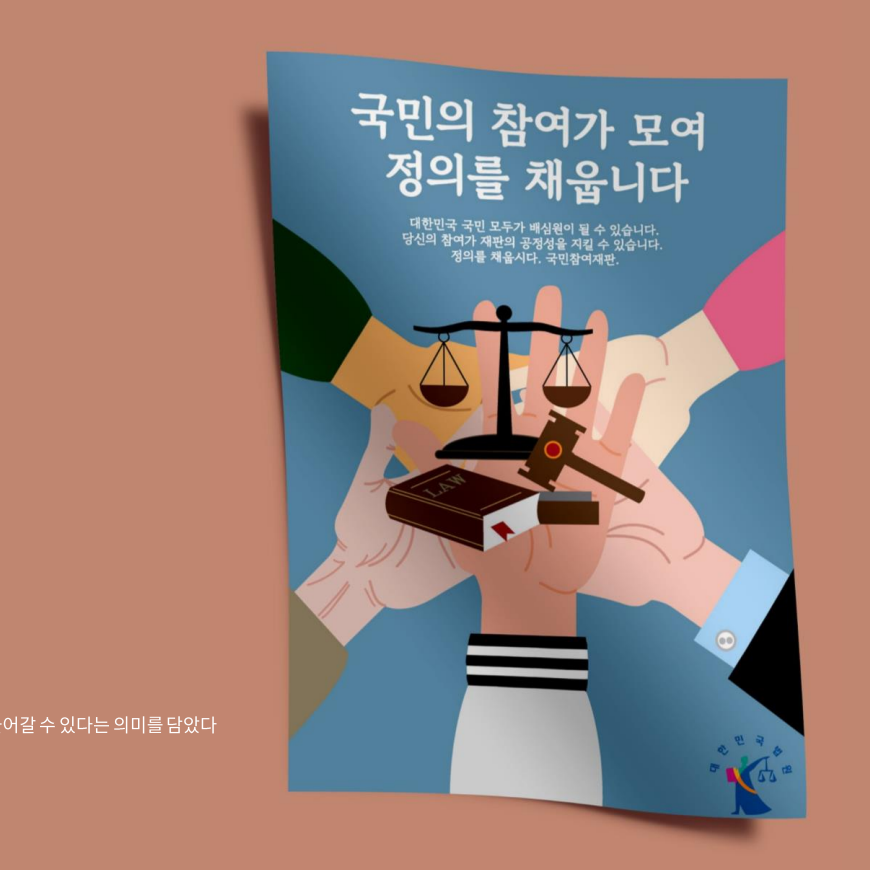 국민의 참여가 모여
정의를 채웁니다
대한민국 국민 모두가 배심원이 될 수 있습니다.
당신의 참여가 재판의 공정성을 지킬 수 있습니다.
정의를 채웁시다. 국민참여재판.
LAW
수 있다는 의미를 담았다
대한민국법원